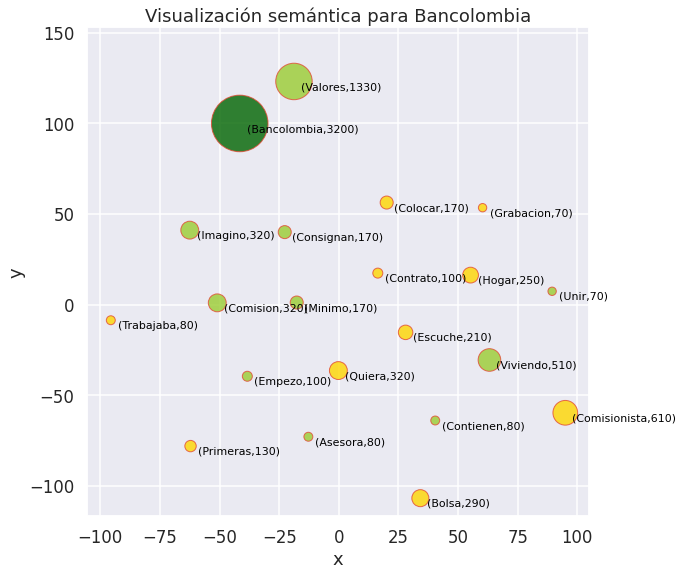 Visualización semántica para Bancolombia
150
(Valores,1330)
100
(Bancolombia,3200)
50
(Colocar,170)
(Grabacion,70)
(Imagino,320)
(Consignan,170)
(Contrato,100)
(Hogar,250)
(Unir,70)
0
(Comision,320)
(Minimo,170)
(Trabajaba,80)
(Escuche,210)
(Viviendo,510)
(Empezo,100)
(Quiera,320)
−50
(Comisionista,610)
(Contienen,80)
(Primeras,130)
(Asesora,80)
−100
(Bolsa,290)
y
−100 −75 −50 −25 0 25 50 75 100
x